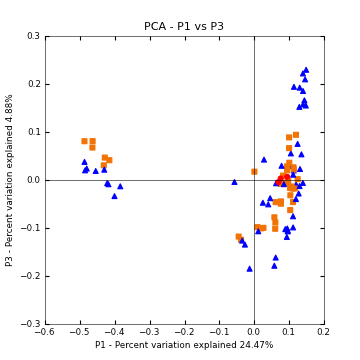 PCA - P1 vs P3
0.3
0.2
0.1
0.0
−0.1
−0.2
−0.3
P3 - Percent variation explained 4.88%
−0.6 −0.5 −0.4 −0.3 −0.2 −0.1 0.0 0.1 0.2
P1 - Percent variation explained 24.47%